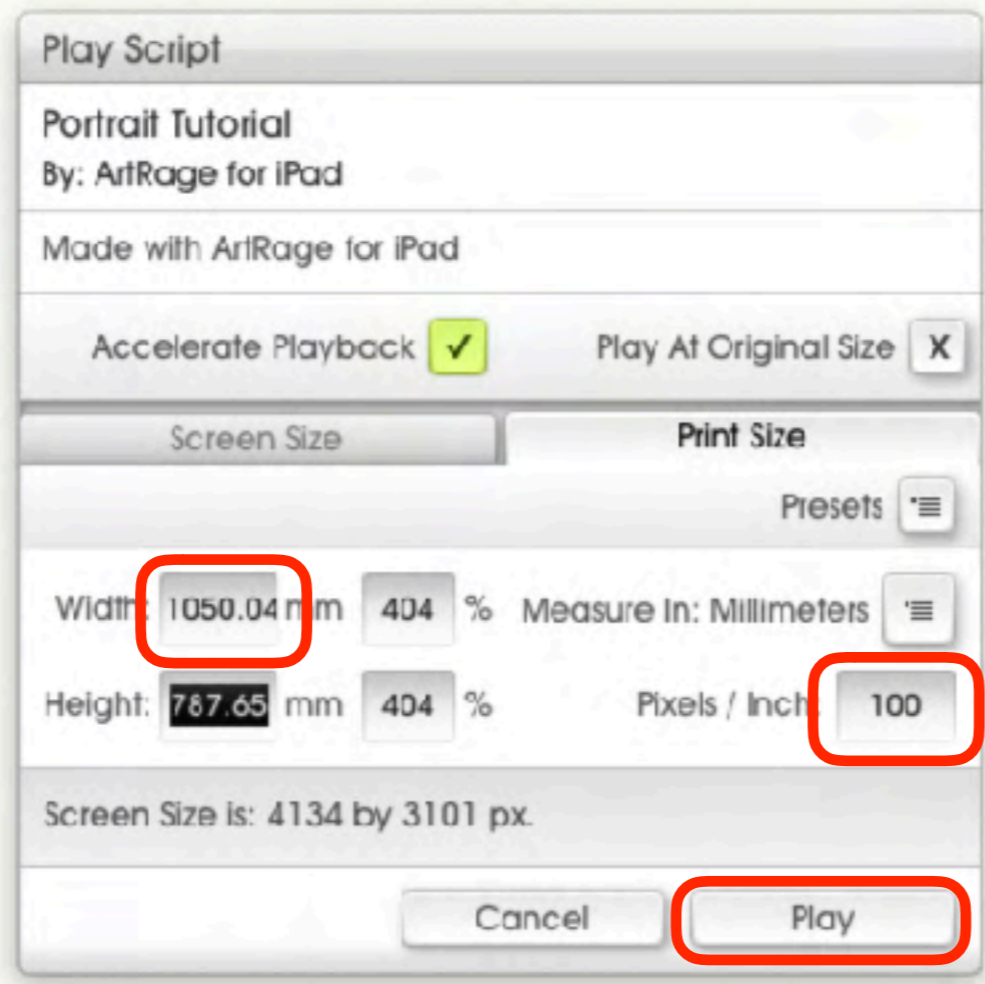 Play Script
Portrait Tutorial
By: ArtRage for iPad
Made with ArtRage for iPad
Accelerate Playback ✓ Play At Original Size X
Screen Size Print Size
Presets
Width: 1050.04 mm 404 % Measure In: Millimeters
Height: 787.65 mm 404 % Pixels / Inch: 100
Screen Size is: 4134 by 3101 px.
Cancel Play